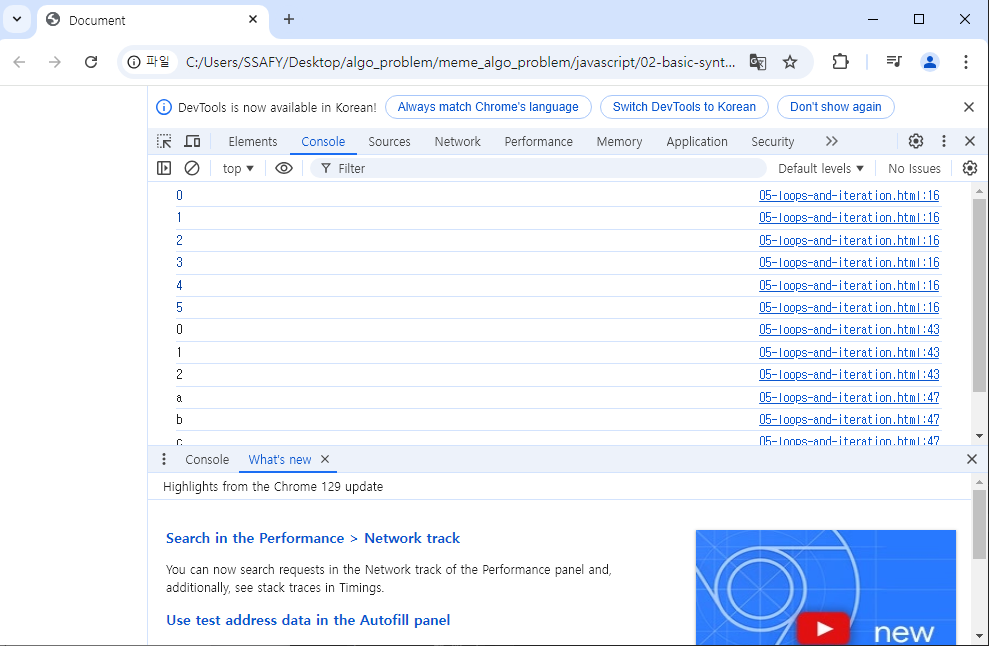 Document
파일 C:/Users/SSAFY/Desktop/algo_problem/meme_algo_problem/javascript/02-basic-synt...
DevTools is now available in Korean! Always match Chrome's language Switch DevTools to Korean Don't show again
Elements Console Sources Network Performance Memory Application Security
top Filter Default levels No Issues
0 05-loops-and-iteration.html:16
1 05-loops-and-iteration.html:16
2 05-loops-and-iteration.html:16
3 05-loops-and-iteration.html:16
4 05-loops-and-iteration.html:16
5 05-loops-and-iteration.html:16
0 05-loops-and-iteration.html:43
1 05-loops-and-iteration.html:43
2 05-loops-and-iteration.html:43
a 05-loops-and-iteration.html:47
b 05-loops-and-iteration.html:47
c 05-loops-and-iteration.html:47
Console What's new
Highlights from the Chrome 129 update
Search in the Performance > Network track
You can now search requests in the Network track of the Performance panel and,
additionally, see stack traces in Timings.
Use test address data in the Autofill panel
new